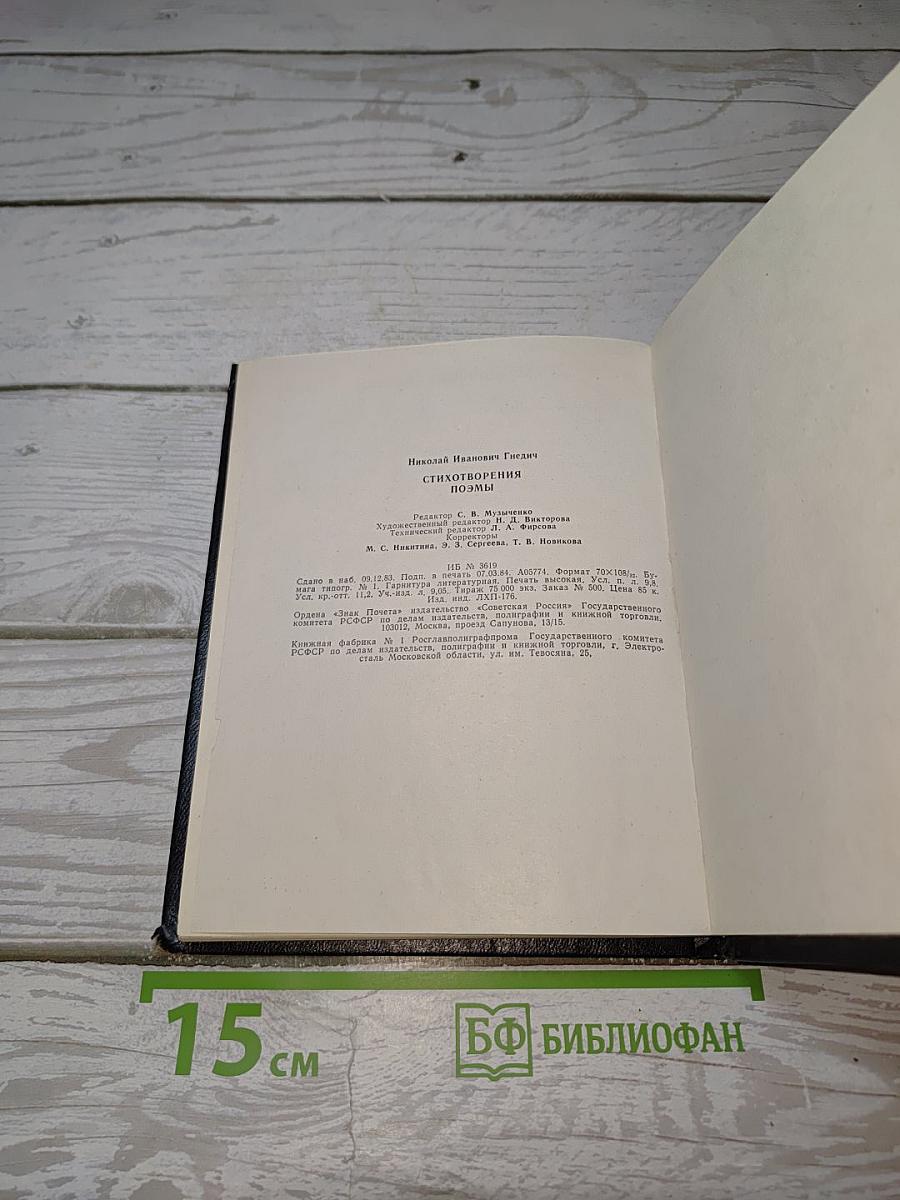 Николай Иванович Гнедич
СТИХОТВОРЕНИЯ
ПОЭМЫ
Редактор С. В. Музыченко
Художественный редактор Н. Д. Викторова
Технический редактор Л. А. Фирсова
Корректоры
М. С. Никитина, Э. З. Сергеева, Т. В. Новикова
ИБ № 3619
Сдано в наб. 09.12.83. Подп. в печать 07.03.84. А05774. Формат 70×108/32. Бу-
мага типогр. № 1. Гарнитура литературная. Печать высокая. Усл. п. л. 9,8.
Усл. кр.-отт. 11,2. Уч.-изд. л. 9,05. Тираж 75 000 экз. Заказ № 500. Цена 85 к.
Изд. инд. ЛХП-176.
Ордена «Знак Почета» издательство «Советская Россия» Государственного
комитета РСФСР по делам издательств, полиграфии и книжной торговли.
103012, Москва, проезд Сапунова, 13/15.
Книжная фабрика № 1 Росглавполиграфпрома Государственного комитета
РСФСР по делам издательств, полиграфии и книжной торговли, г. Электро-
сталь Московской области, ул. им. Тевосяна, 25,
15 см
БФ БИБЛИОФАН